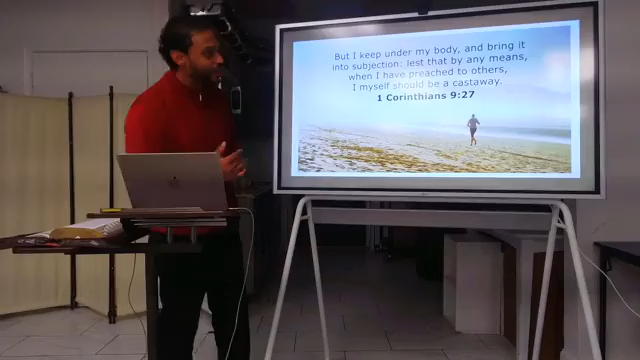 But I keep under my body, and bring it
into subjection: lest that by any means,
when I have preached to others,
I myself should be a castaway.
1 Corinthians 9:27